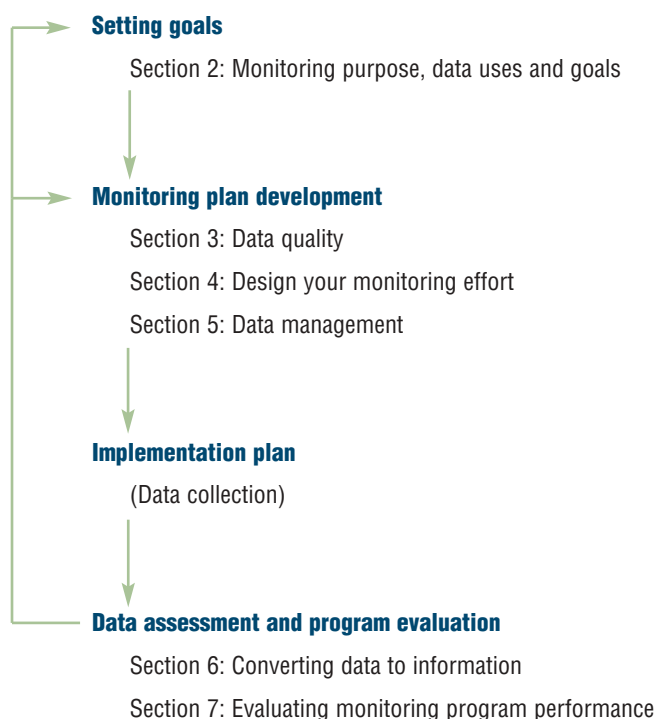 Setting goals
Section 2: Monitoring purpose, data uses and goals
Monitoring plan development
Section 3: Data quality
Section 4: Design your monitoring effort
Section 5: Data management
Implementation plan
(Data collection)
Data assessment and program evaluation
Section 6: Converting data to information
Section 7: Evaluating monitoring program performance